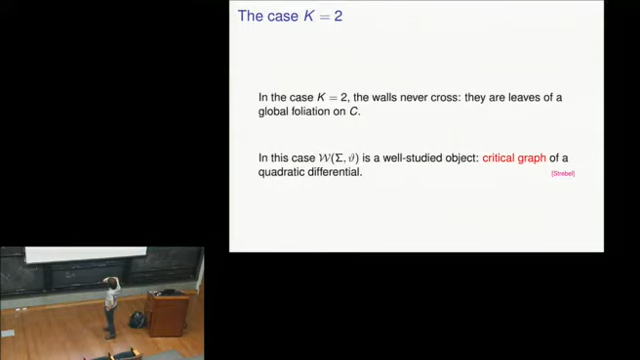 The case K = 2
In the case K = 2, the walls never cross: they are leaves of a
global foliation on C.
In this case 𝒲(Σ, ϑ) is a well-studied object: critical graph of a
quadratic differential.
[Strebel]